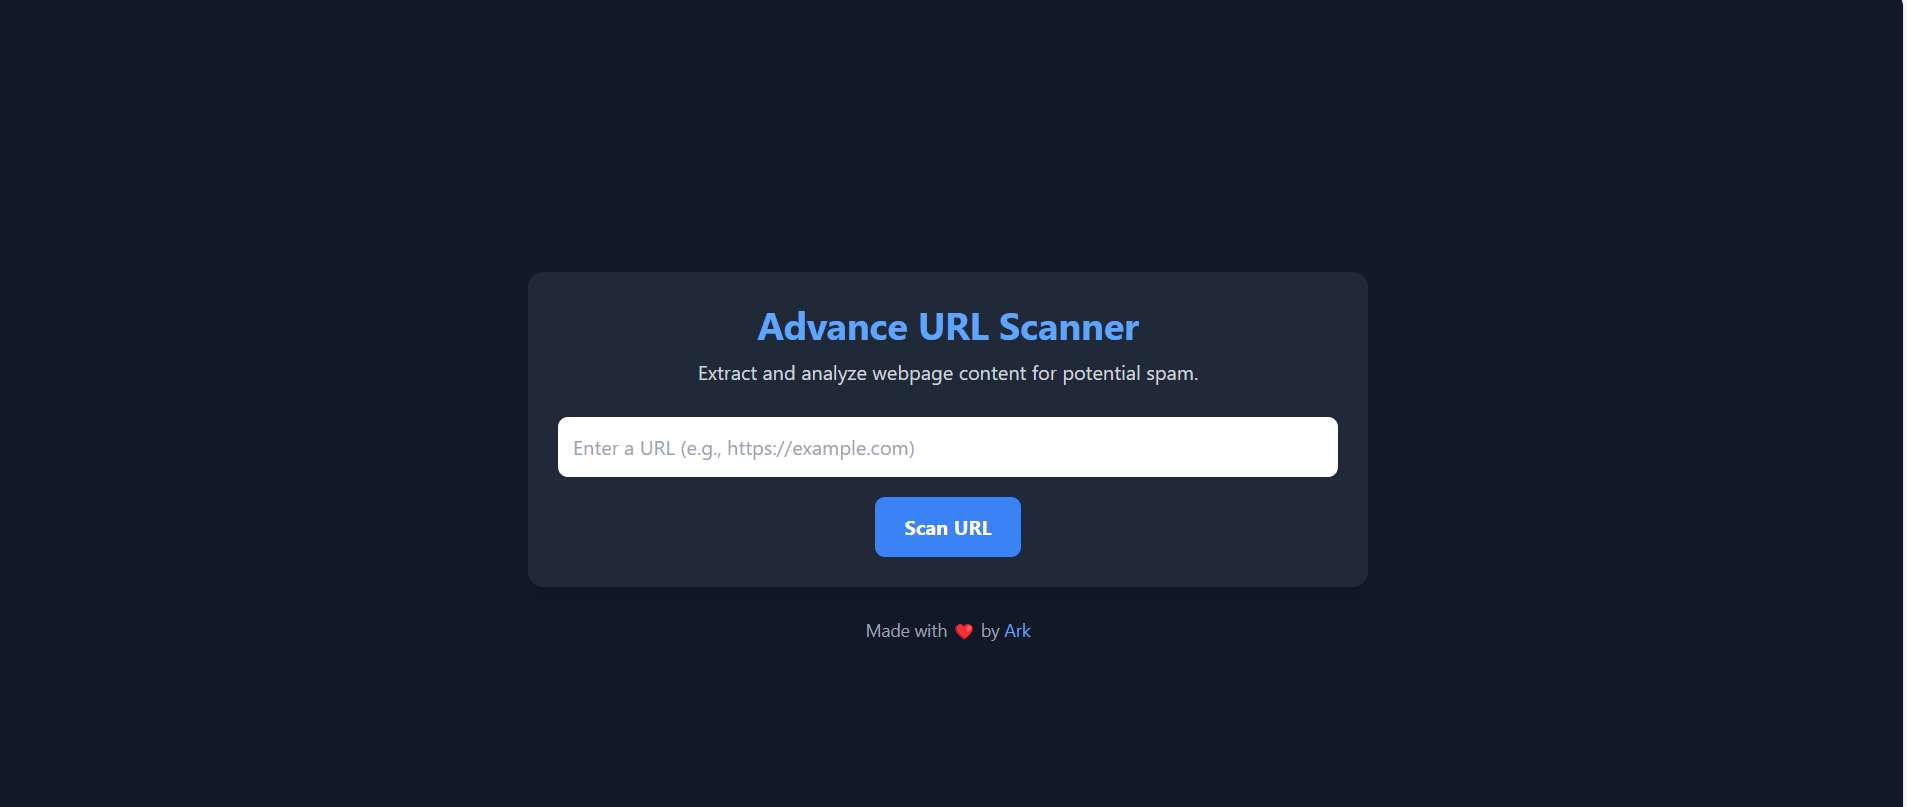 Advance URL Scanner
Extract and analyze webpage content for potential spam.
Enter a URL (e.g., https://example.com)
Scan URL
Made with ❤️ by Ark